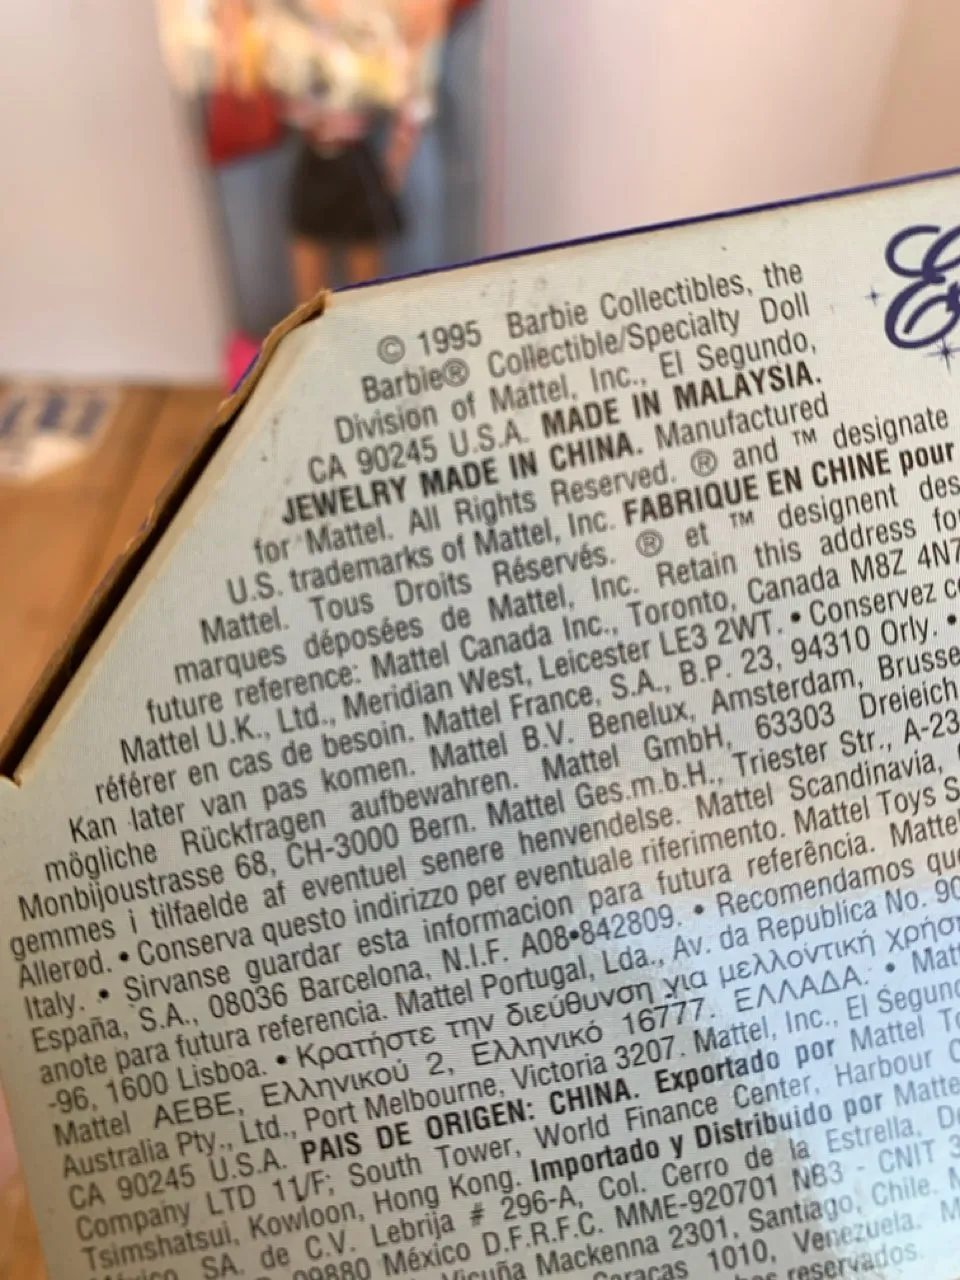 © 1995 Barbie Collectibles, the
Barbie® Collectible/Specialty Doll
Division of Mattel, Inc., El Segundo,
CA 90245 U.S.A. MADE IN MALAYSIA.
JEWELRY MADE IN CHINA. Manufactured
for Mattel. All Rights Reserved. ® and ™ designate
U.S. trademarks of Mattel, Inc. FABRIQUE EN CHINE pour
Mattel. Tous Droits Réservés. ® et ™ designent des
marques déposées de Mattel, Inc. Retain this address for
future reference: Mattel Canada Inc., Toronto, Canada M8Z 4N7
Mattel U.K., Ltd., Meridian West, Leicester LE3 2WT. • Conservez
référer en cas de besoin. Mattel France, S.A., B.P. 23, 94310 Orly. •
Kan later van pas komen. Mattel B.V. Benelux, Amsterdam,
mögliche Rückfragen aufbewahren. Mattel GmbH, 63303 Dreieich
Monbijoustrasse 68, CH-3000 Bern. Mattel Ges.m.b.H., Triester Str., A-23
gemmes i tilfaelde af eventuel senere henvendelse. Mattel Scandinavia,
Allerød. • Conserva questo indirizzo per eventuale riferimento. Mattel Toys S
Italy. • Sirvanse guardar esta informacion para futura referência. Mattel
España, S.A., 08036 Barcelona, N.I.F. A08•842809. • Recomendamos que
anote para futura referencia. Mattel Portugal, Lda., Av. da Republica No. 90
-96, 1600 Lisboa. • Κρατήστε την διεύθυνση για μελλοντική
Mattel AEBE, Ελληνικού 2, Ελληνικό 16777. ΕΛΛΑΔΑ. •
Australia Pty., Ltd., Port Melbourne, Victoria 3207. Mattel, Inc., El Segundo
CA 90245 U.S.A. PAIS DE ORIGEN: CHINA. Exportado por Mattel
Company LTD 11/F; South Tower, World Finance Center, Harbour
Tsimshatsui, Kowloon, Hong Kong. Importado y Distribuido por
México, SA. de C.V. Lebrija # 296-A, Col. Cerro de la Estrella,
09880 México D.F.R.F.C. MME-920701 NB3 - CNIT
Vicuña Mackenna 2301, Santiago, Chile.
Caracas 1010, Venezuela.
reservados.